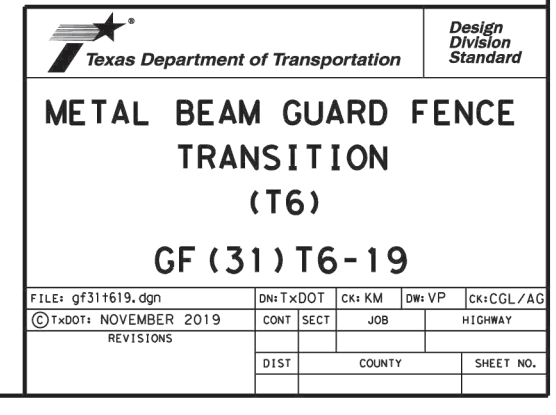 ®
Texas Department of Transportation
Design
Division
Standard
METAL BEAM GUARD FENCE
TRANSITION
(T6)
GF(31)T6-19
FILE: gf31t619.dgn DN: TxDOT CK: KM DW: VP CK: CGL/AG
© TxDOT: NOVEMBER 2019 CONT SECT JOB HIGHWAY
REVISIONS
DIST COUNTY SHEET NO.